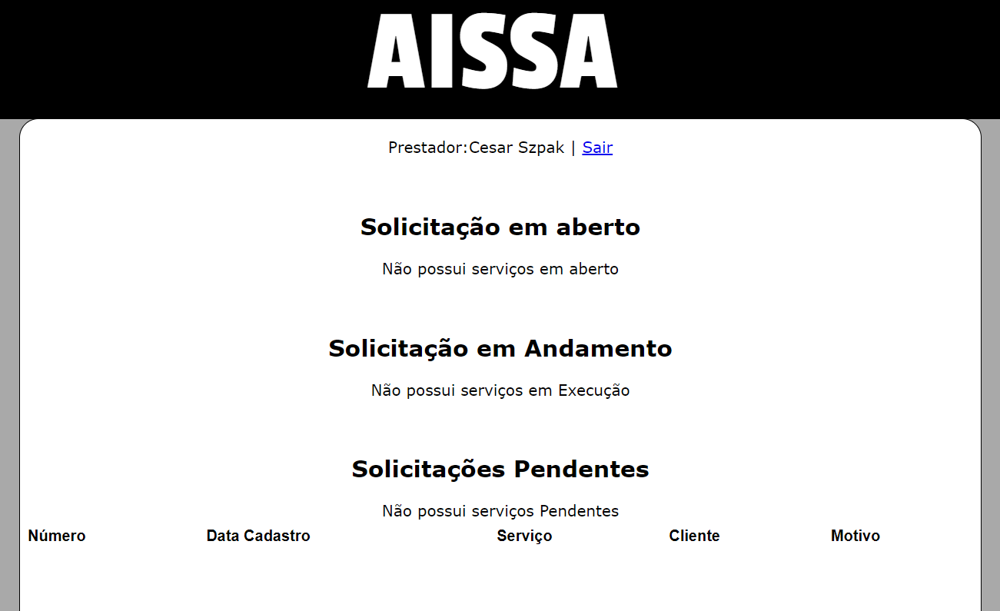 AISSA
Prestador:Cesar Szpak | Sair
Solicitação em aberto
Não possui serviços em aberto
Solicitação em Andamento
Não possui serviços em Execução
Solicitações Pendentes
Não possui serviços Pendentes
Número Data Cadastro Serviço Cliente Motivo